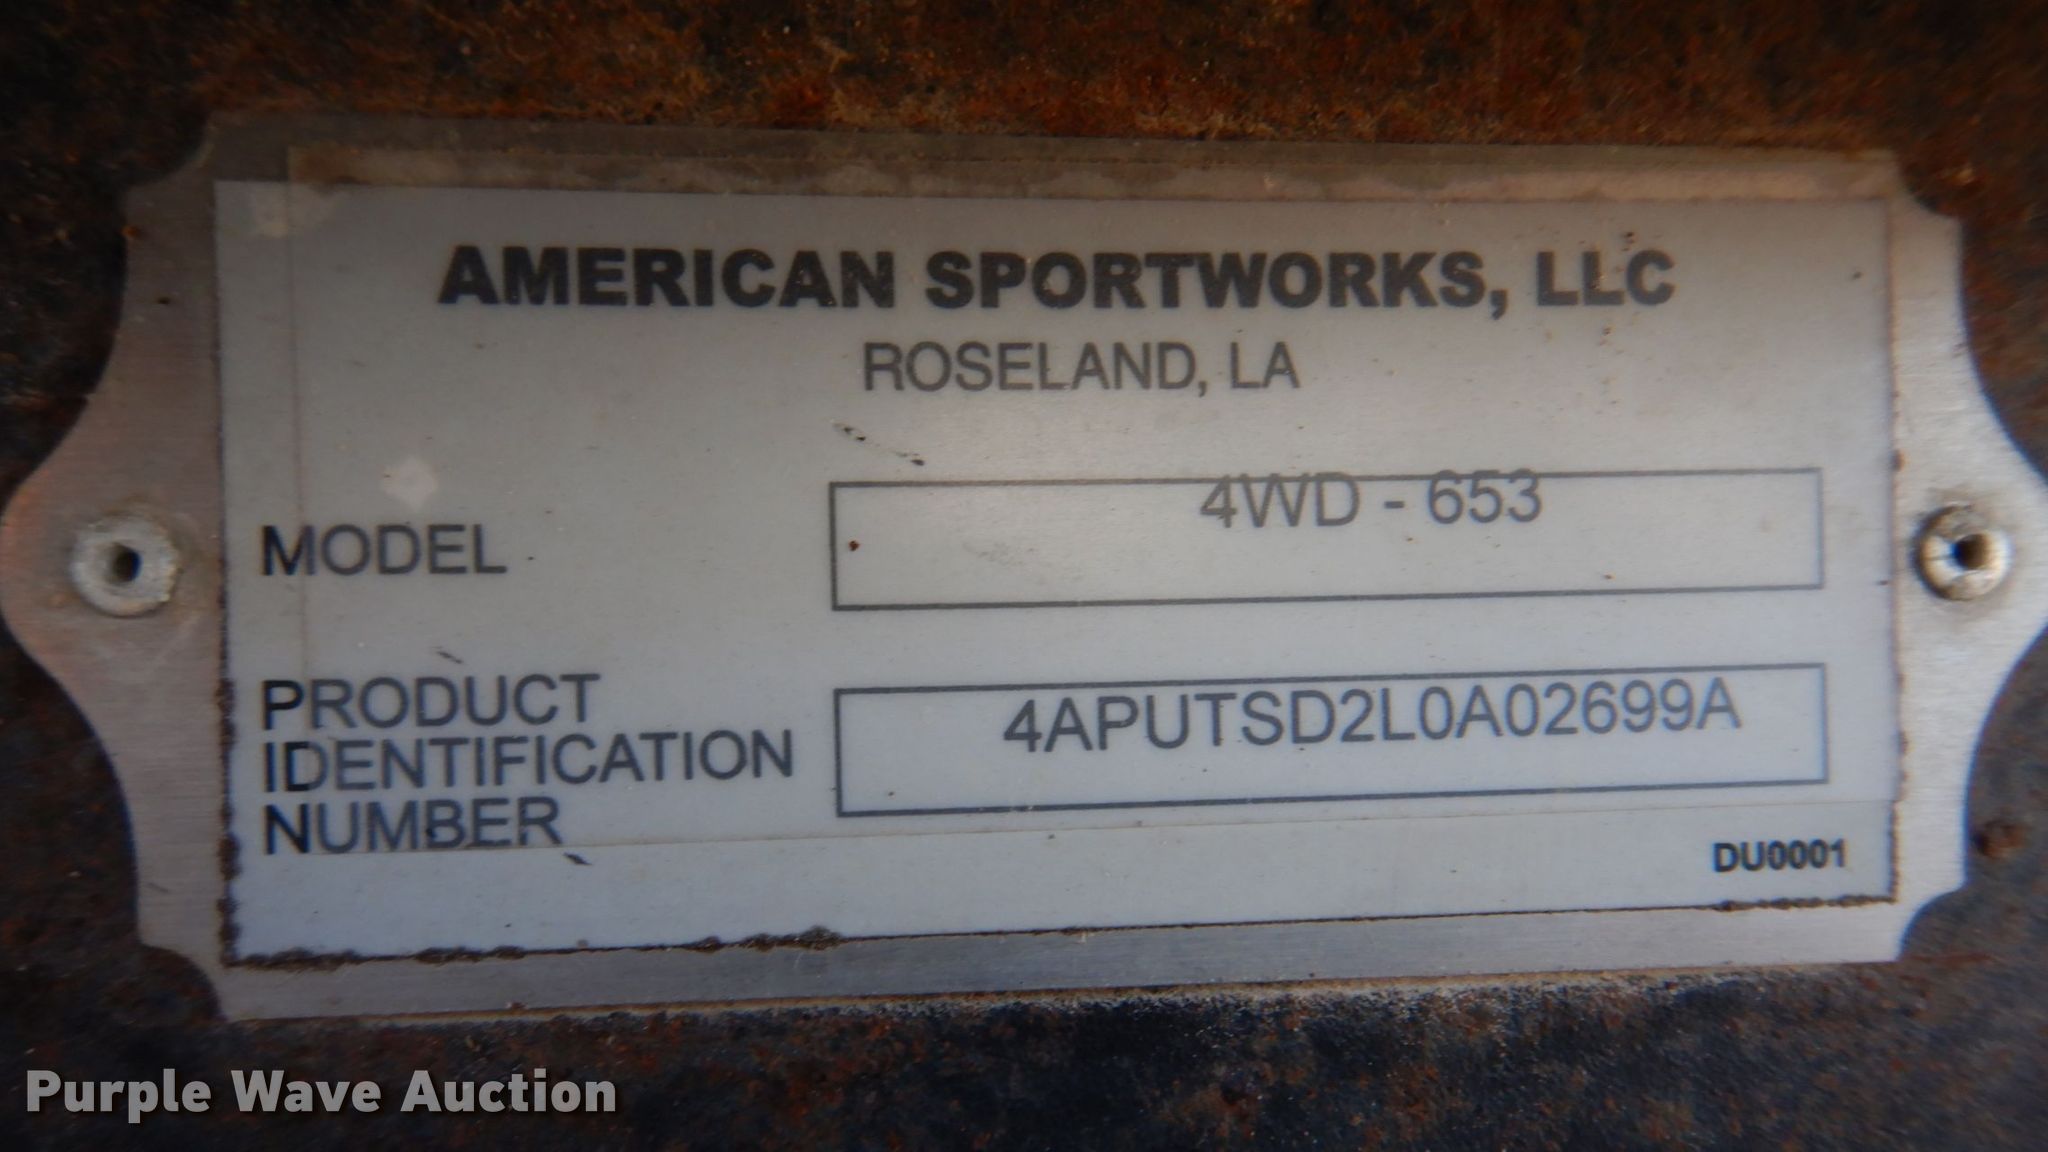 AMERICAN SPORTWORKS, LLC
ROSELAND, LA
MODEL
4WD - 653
PRODUCT
IDENTIFICATION
NUMBER
4APUTSD2L0A02699A
DU0001
Purple Wave Auction